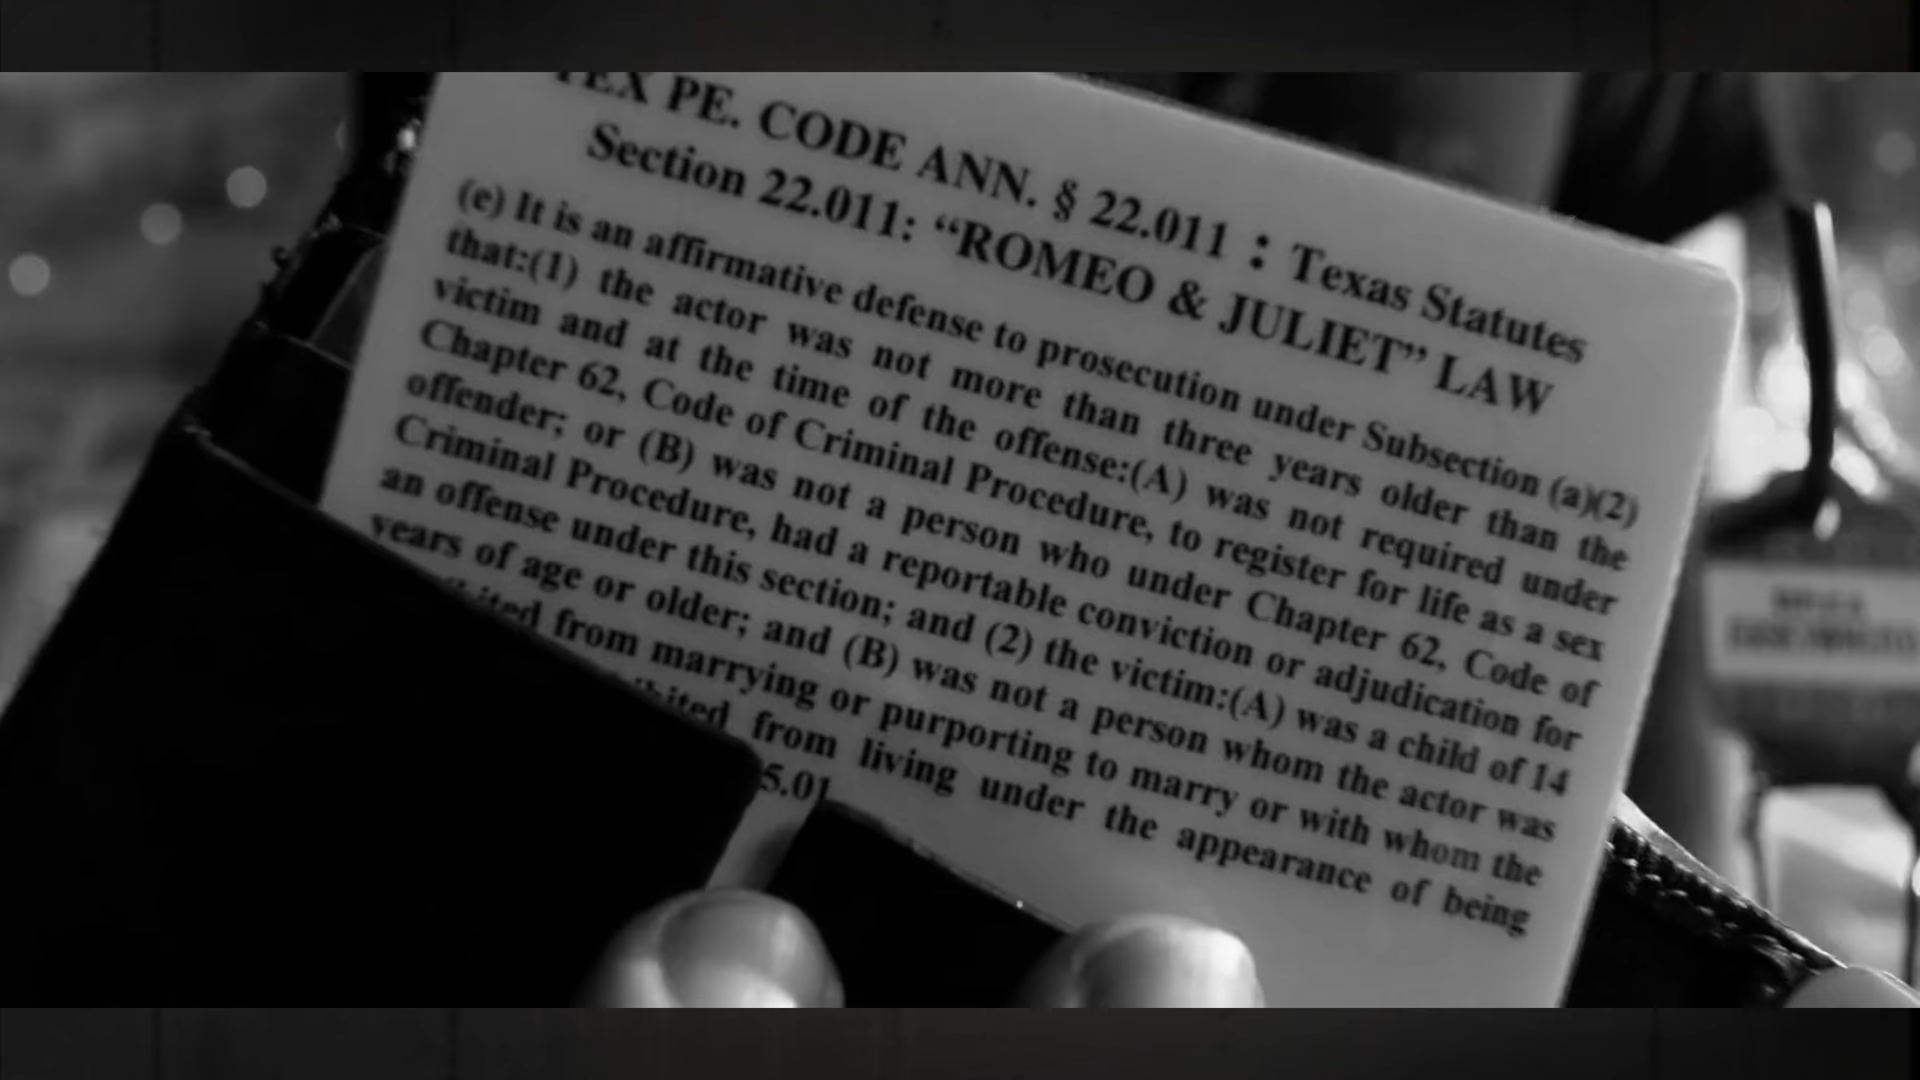 TEX PE. CODE ANN. § 22.011 : Texas Statutes
Section 22.011: “ROMEO & JULIET” LAW
(e) It is an affirmative defense to prosecution under Subsection (a)(2)
that:(1) the actor was not more than three years older than the
victim and at the time of the offense:(A) was not required under
Chapter 62, Code of Criminal Procedure, to register for life as a sex
offender; or (B) was not a person who under Chapter 62, Code of
Criminal Procedure, had a reportable conviction or adjudication for
an offense under this section; and (2) the victim:(A) was a child of 14
years of age or older; and (B) was not a person whom the actor was
from marrying or purporting to marry or with whom the
from living under the appearance of being
5.01